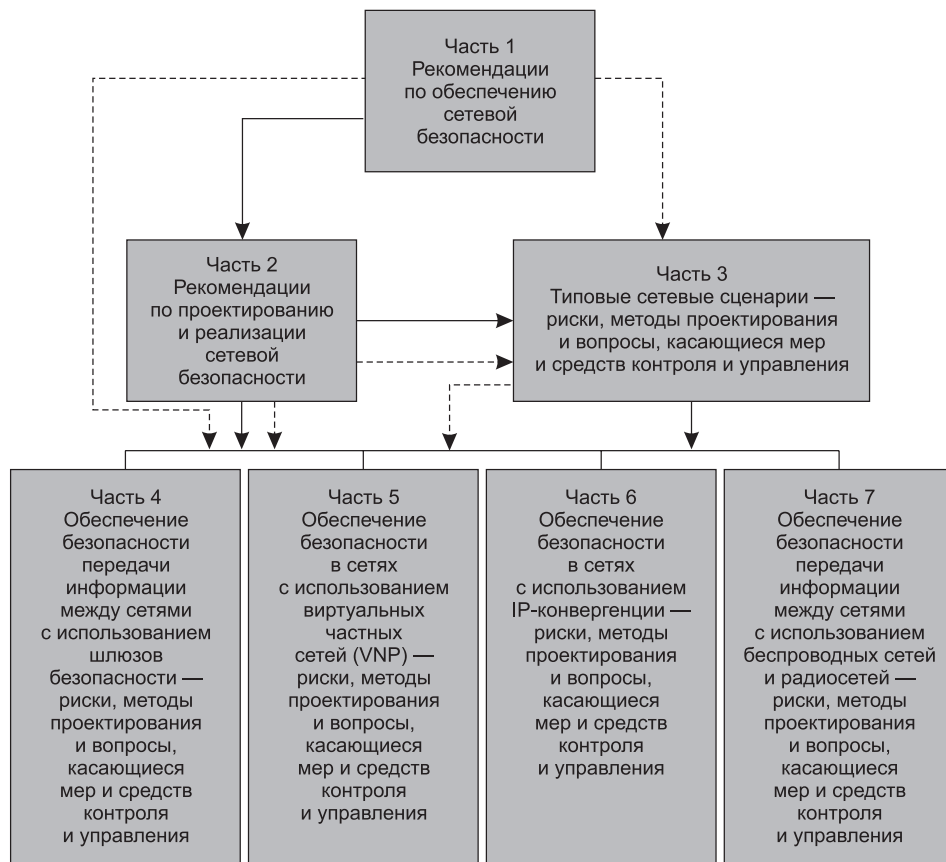 Часть 1
Рекомендации
по обеспечению
сетевой
безопасности
Часть 2
Рекомендации
по проектированию
и реализации
сетевой
безопасности
Часть 3
Типовые сетевые сценарии —
риски, методы проектирования
и вопросы, касающиеся мер
и средств контроля и управления
Часть 4
Обеспечение
безопасности
передачи
информации
между сетями
с использованием
шлюзов
безопасности —
риски, методы
проектирования
и вопросы,
касающиеся
мер и средств
контроля
и управления
Часть 5
Обеспечение
безопасности
в сетях
с использованием
виртуальных
частных
сетей (VNP) —
риски, методы
проектирования
и вопросы,
касающиеся
мер и средств
контроля
и управления
Часть 6
Обеспечение
безопасности
в сетях
с использованием
IP-конвергенции —
риски, методы
проектирования
и вопросы,
касающиеся
мер и средств
контроля
и управления
Часть 7
Обеспечение
безопасности
передачи
информации
между сетями
с использованием
беспроводных сетей
и радиосетей —
риски, методы
проектирования
и вопросы,
касающиеся
мер и средств
контроля
и управления